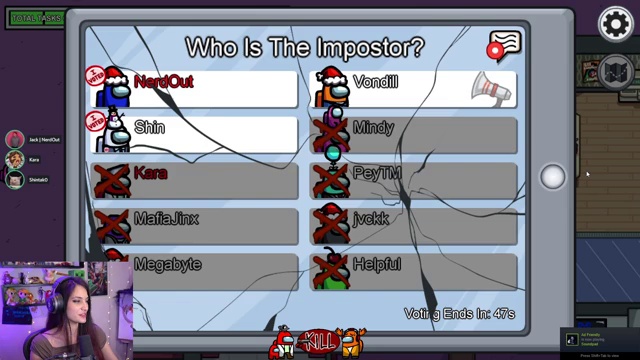 TOTAL TASKS
Who Is The Impostor?
I VOTED
NerdOut
Vondill
I VOTED
Shin
Mindy
Jack | NerdOut
Kara
ShintakO
Kara
PeyTM
MafiaJinx
jvckk
Megabyte
Helpful
Voting Ends In: 47s
KILL